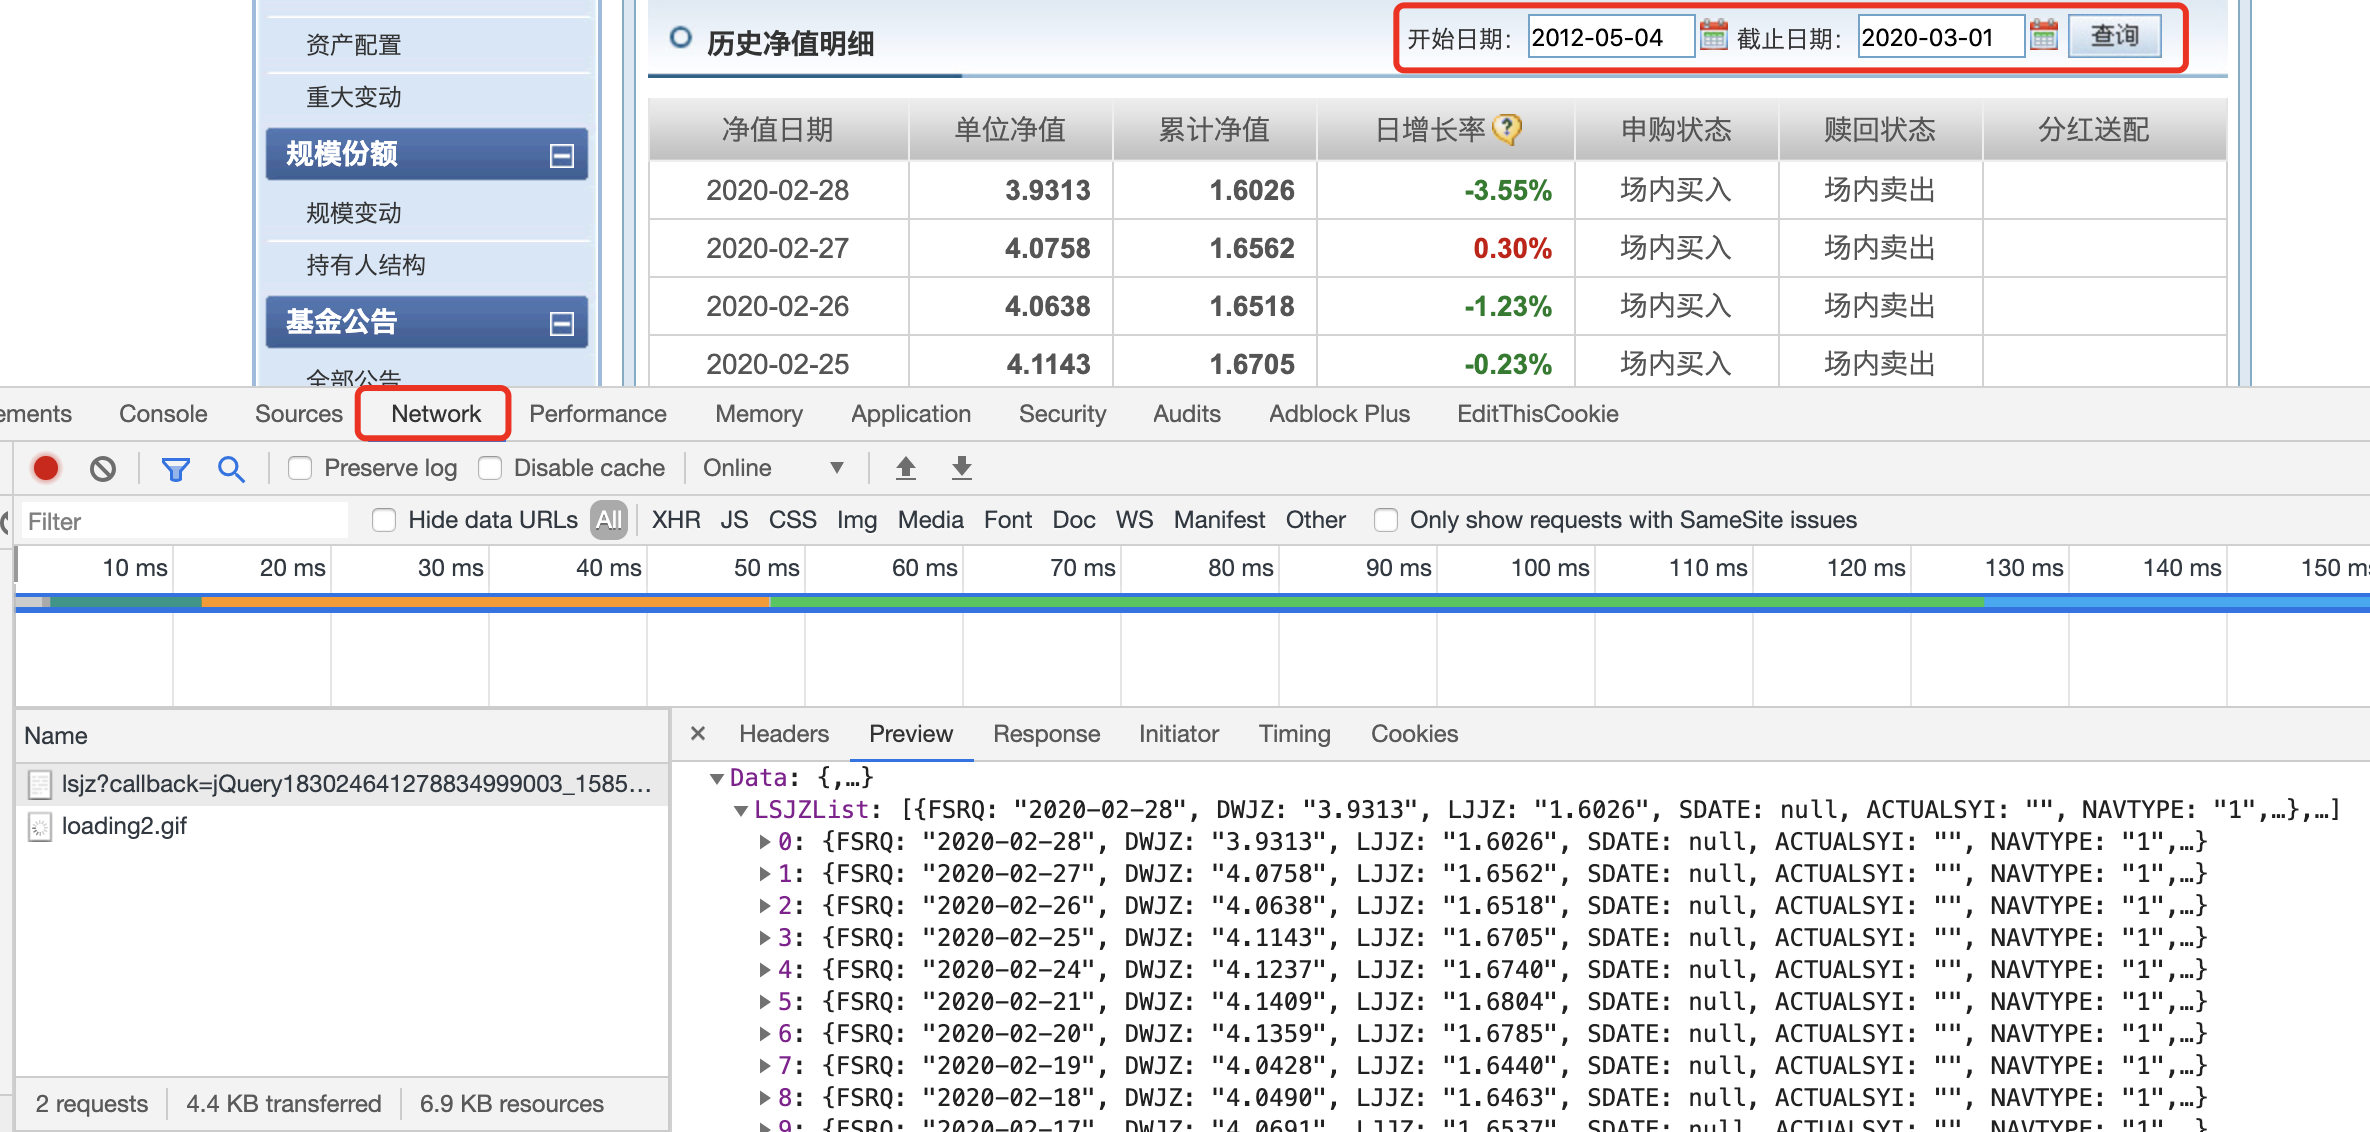 资产配置
重大变动
规模份额
规模变动
持有人结构
基金公告
全部公告
历史净值明细
开始日期: 2012-05-04 截止日期: 2020-03-01 查询
净值日期 单位净值 累计净值 日增长率 申购状态 赎回状态 分红送配
2020-02-28 3.9313 1.6026 -3.55% 场内买入 场内卖出
2020-02-27 4.0758 1.6562 0.30% 场内买入 场内卖出
2020-02-26 4.0638 1.6518 -1.23% 场内买入 场内卖出
2020-02-25 4.1143 1.6705 -0.23% 场内买入 场内卖出
ements Console Sources Network Performance Memory Application Security Audits Adblock Plus EditThisCookie
Preserve log Disable cache Online
Filter Hide data URLs All XHR JS CSS Img Media Font Doc WS Manifest Other Only show requests with SameSite issues
10 ms 20 ms 30 ms 40 ms 50 ms 60 ms 70 ms 80 ms 90 ms 100 ms 110 ms 120 ms 130 ms 140 ms 150 ms
Name
lsjz?callback=jQuery183024641278834999003_1585...
loading2.gif
2 requests 4.4 KB transferred 6.9 KB resources
× Headers Preview Response Initiator Timing Cookies
Data: {,…}
LSJZList: [{FSRQ: "2020-02-28", DWJZ: "3.9313", LJJZ: "1.6026", SDATE: null, ACTUALSYI: "", NAVTYPE: "1",…},…]
0: {FSRQ: "2020-02-28", DWJZ: "3.9313", LJJZ: "1.6026", SDATE: null, ACTUALSYI: "", NAVTYPE: "1",…}
1: {FSRQ: "2020-02-27", DWJZ: "4.0758", LJJZ: "1.6562", SDATE: null, ACTUALSYI: "", NAVTYPE: "1",…}
2: {FSRQ: "2020-02-26", DWJZ: "4.0638", LJJZ: "1.6518", SDATE: null, ACTUALSYI: "", NAVTYPE: "1",…}
3: {FSRQ: "2020-02-25", DWJZ: "4.1143", LJJZ: "1.6705", SDATE: null, ACTUALSYI: "", NAVTYPE: "1",…}
4: {FSRQ: "2020-02-24", DWJZ: "4.1237", LJJZ: "1.6740", SDATE: null, ACTUALSYI: "", NAVTYPE: "1",…}
5: {FSRQ: "2020-02-21", DWJZ: "4.1409", LJJZ: "1.6804", SDATE: null, ACTUALSYI: "", NAVTYPE: "1",…}
6: {FSRQ: "2020-02-20", DWJZ: "4.1359", LJJZ: "1.6785", SDATE: null, ACTUALSYI: "", NAVTYPE: "1",…}
7: {FSRQ: "2020-02-19", DWJZ: "4.0428", LJJZ: "1.6440", SDATE: null, ACTUALSYI: "", NAVTYPE: "1",…}
8: {FSRQ: "2020-02-18", DWJZ: "4.0490", LJJZ: "1.6463", SDATE: null, ACTUALSYI: "", NAVTYPE: "1",…}
9: {FSRQ: "2020-02-17", DWJZ: "4.0691", LJJZ: "1.6537", SDATE: null, ACTUALSYI: "", NAVTYPE: "1",…}